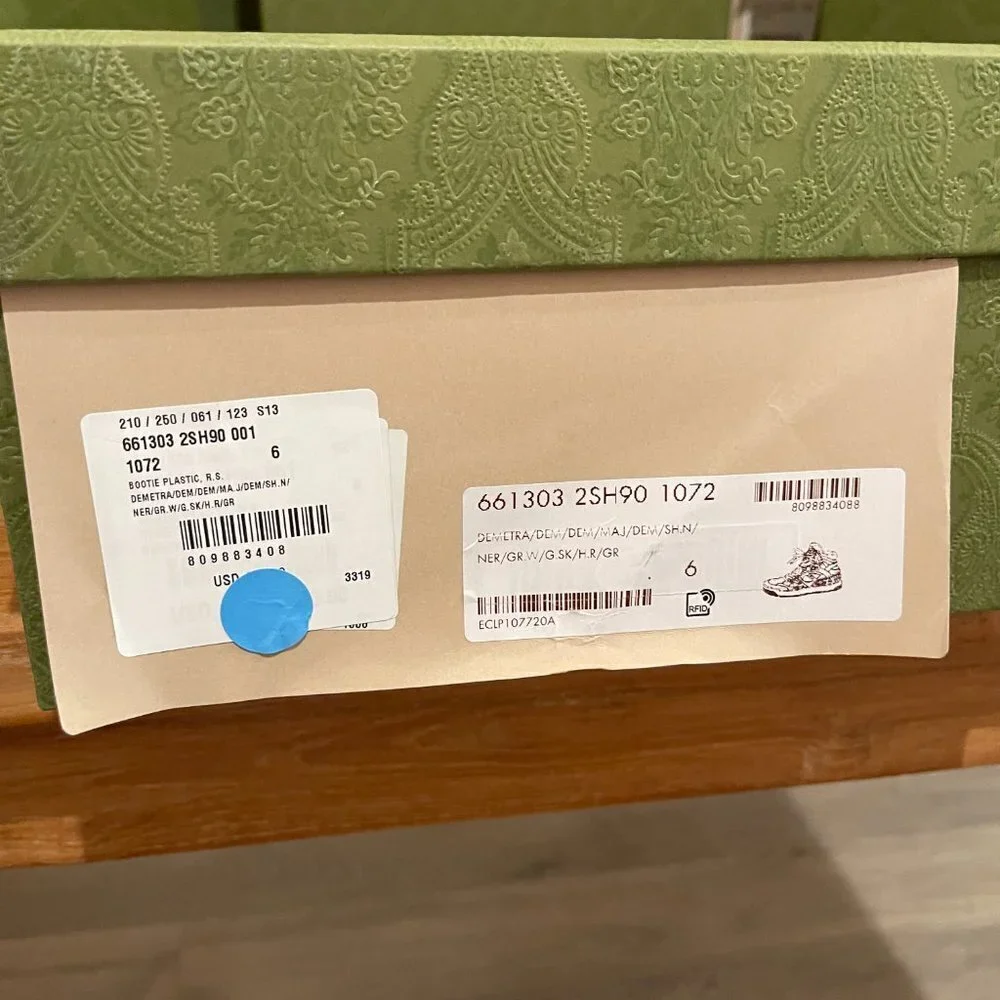 210 / 250 / 061 / 123 S13
661303 2SH90 001
1072 6
BOOTIE PLASTIC, R.S.
DEMETRA/DEM/DEM/MA.J/DEM/SH.N/
NER/GR.W/G.SK/H.R/GR
809883408
USD
3319
661303 2SH90 1072
8098834088
DEMETRA/DEM/DEM/MA.J/DEM/SH.N/
NER/GR.W/G.SK/H.R/GR
6
RFID
ECLP107720A